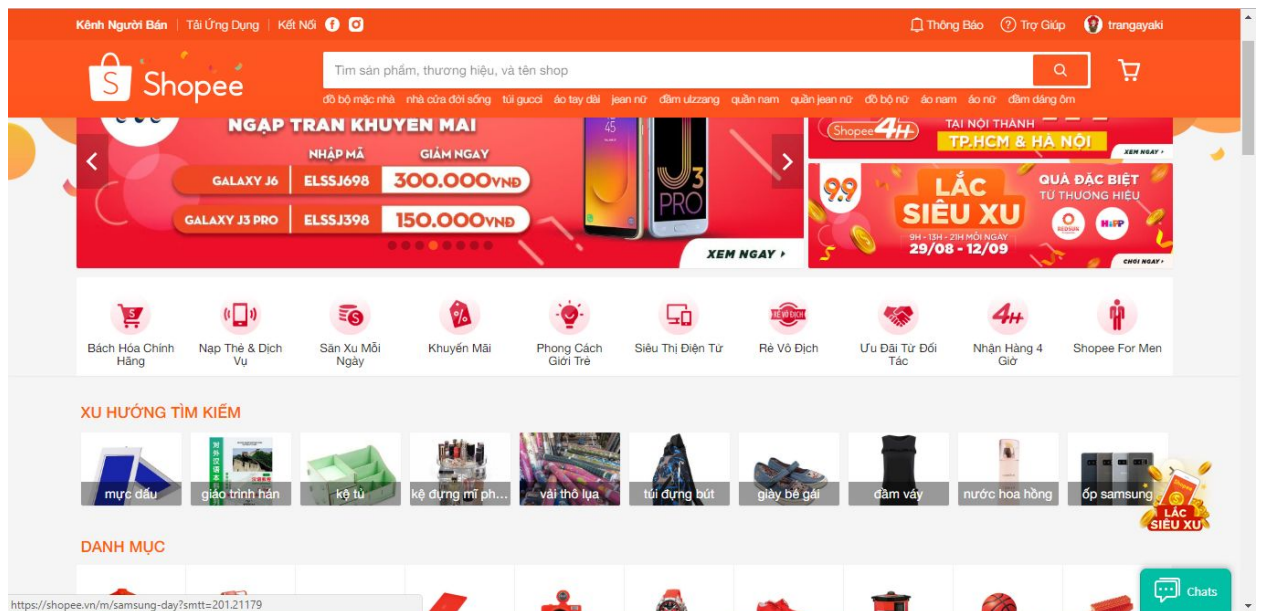 Kênh Người Bán | Tải Ứng Dụng | Kết Nối
Thông Báo Trợ Giúp trangayaki
Shopee
Tìm sản phẩm, thương hiệu, và tên shop
đồ bộ mặc nhà nhà cửa đời sống túi gucci áo tay dài jean nữ đầm ulzzang quần nam quần jean nữ đồ bộ nữ áo nam áo nữ đầm dáng ôm
NGẬP TRÀN KHUYẾN MÃI
NHẬP MÃ GIẢM NGAY
GALAXY J6 ELSSJ698 300.000VNĐ
GALAXY J3 PRO ELSSJ398 150.000VNĐ
45
J3
PRO
XEM NGAY
Shopee 4H
TẠI NỘI THÀNH
TP.HCM & HÀ NỘI
XEM NGAY
9.9
LẮC
SIÊU XU
9H - 13H - 21H MỖI NGÀY
29/08 - 12/09
QUÀ ĐẶC BIỆT
TỪ THƯƠNG HIỆU
REDSUN
HiPP
CHƠI NGAY
Bách Hóa Chính
Hãng
Nạp Thẻ & Dịch
Vụ
Săn Xu Mỗi
Ngày
Khuyến Mãi
Phong Cách
Giới Trẻ
Siêu Thị Điện Tử
RẺ VÔ ĐỊCH
Rẻ Vô Địch
Ưu Đãi Từ Đối
Tác
4H
Nhận Hàng 4
Giờ
Shopee For Men
XU HƯỚNG TÌM KIẾM
mực dấu
giáo trình hán
kệ tủ
kệ đựng mĩ ph...
vải thô lụa
túi đựng bút
giày bé gái
đầm váy
nước hoa hồng
ốp samsung
LẮC
SIÊU XU
DANH MỤC
Chats
https://shopee.vn/m/samsung-day?smtt=201.21179